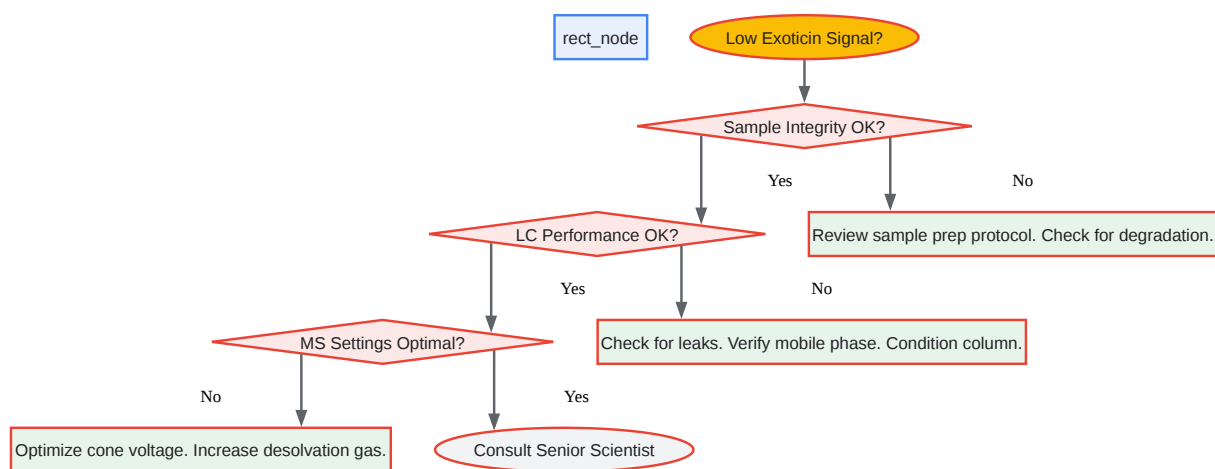 rect_node
Low Exoticin Signal?
Sample Integrity OK?
Yes
No
LC Performance OK?
Review sample prep protocol. Check for degradation.
Yes
No
MS Settings Optimal?
Check for leaks. Verify mobile phase. Condition column.
No
Yes
Optimize cone voltage. Increase desolvation gas.
Consult Senior Scientist